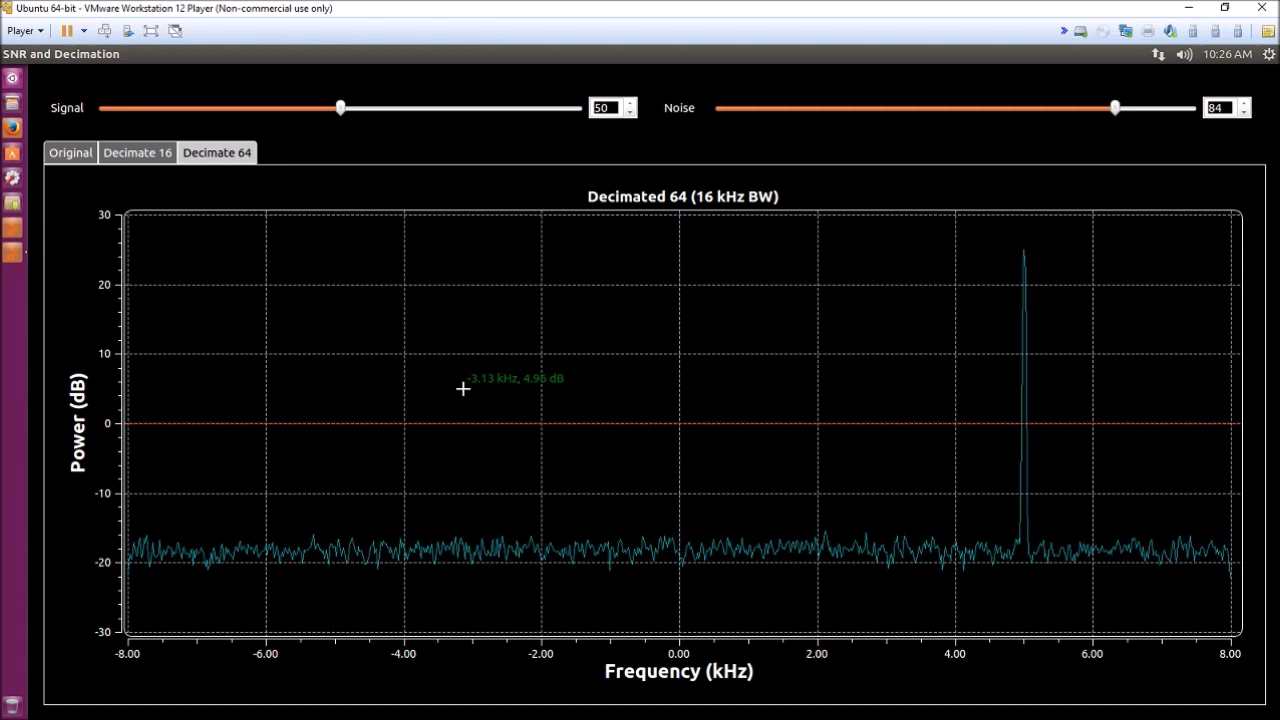 Ubuntu 64-bit - VMware Workstation 12 Player (Non-commercial use only)
Player
SNR and Decimation
10:26 AM
Signal 50 Noise 84
Original Decimate 16 Decimate 64
Decimated 64 (16 kHz BW)
30
20
10
-3.13 kHz, 4.96 dB
0
-10
-20
-30
Power (dB)
-8.00 -6.00 -4.00 -2.00 0.00 2.00 4.00 6.00 8.00
Frequency (kHz)